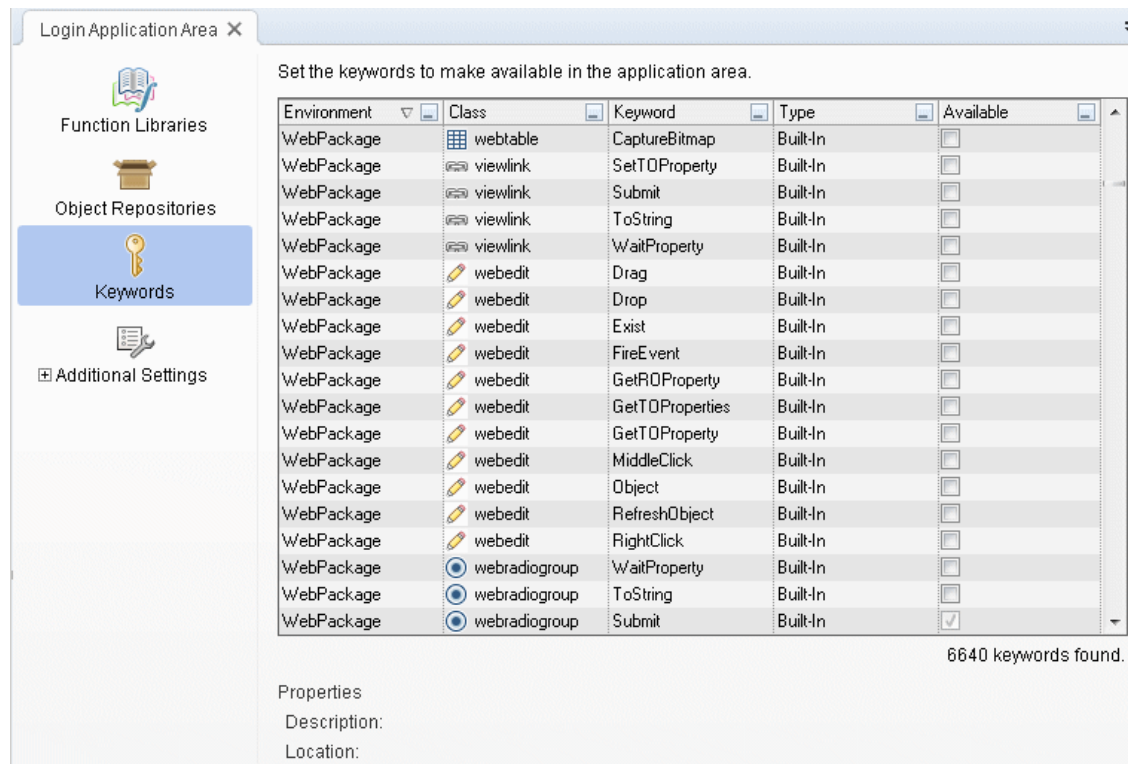 Login Application Area
Function Libraries
Object Repositories
Keywords
Additional Settings
Set the keywords to make available in the application area.
Environment Class Keyword Type Available
WebPackage webtable CaptureBitmap Built-In
WebPackage viewlink SetTOProperty Built-In
WebPackage viewlink Submit Built-In
WebPackage viewlink ToString Built-In
WebPackage viewlink WaitProperty Built-In
WebPackage webedit Drag Built-In
WebPackage webedit Drop Built-In
WebPackage webedit Exist Built-In
WebPackage webedit FireEvent Built-In
WebPackage webedit GetROProperty Built-In
WebPackage webedit GetTOProperties Built-In
WebPackage webedit GetTOProperty Built-In
WebPackage webedit MiddleClick Built-In
WebPackage webedit Object Built-In
WebPackage webedit RefreshObject Built-In
WebPackage webedit RightClick Built-In
WebPackage webradiogroup WaitProperty Built-In
WebPackage webradiogroup ToString Built-In
WebPackage webradiogroup Submit Built-In
6640 keywords found.
Properties
Description:
Location: